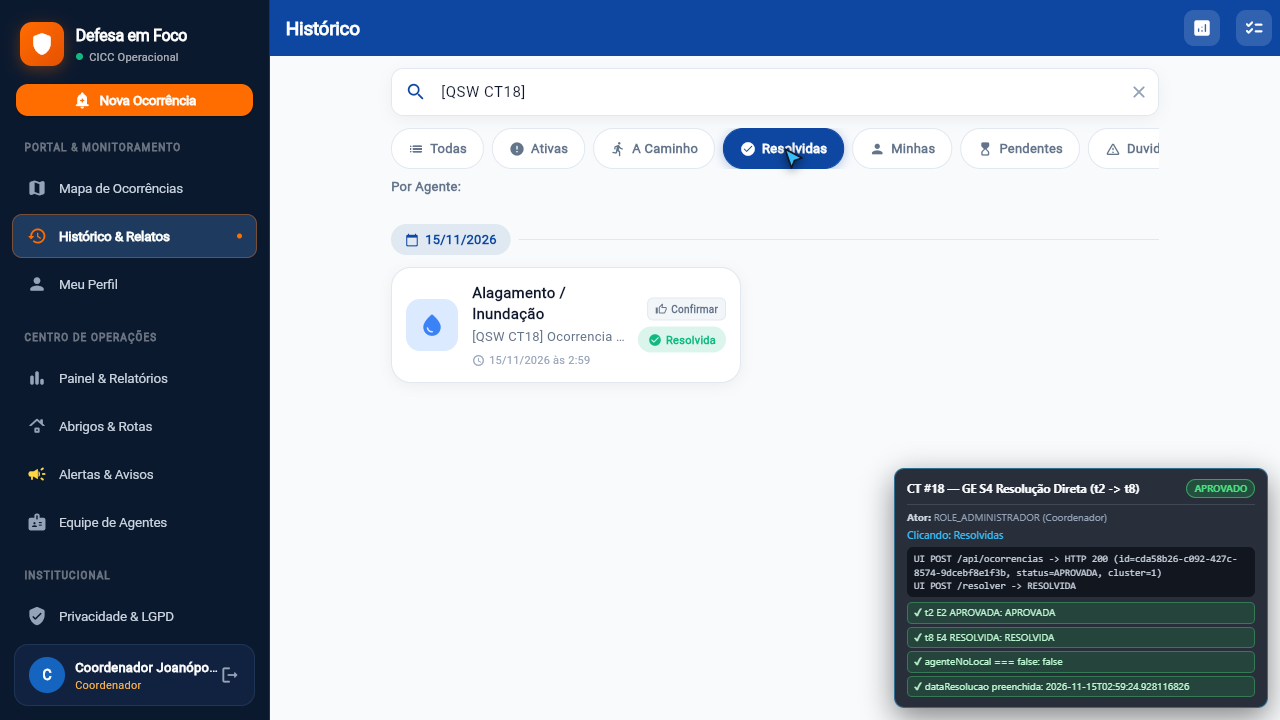 Defesa em Foco
CICC Operacional
Nova Ocorrência
PORTAL & MONITORAMENTO
Mapa de Ocorrências
Histórico & Relatos
Meu Perfil
CENTRO DE OPERAÇÕES
Painel & Relatórios
Abrigos & Rotas
Alertas & Avisos
Equipe de Agentes
INSTITUCIONAL
Privacidade & LGPD
C
Coordenador Joanópo...
Coordenador
Histórico
[QSW CT18]
Todas
Ativas
A Caminho
Resolvidas
Minhas
Pendentes
Duvid
Por Agente:
15/11/2026
Alagamento /
Inundação
[QSW CT18] Ocorrencia ...
15/11/2026 às 2:59
Confirmar
Resolvida
CT #18 — GE S4 Resolução Direta (t2 -> t8)
APROVADO
Ator: ROLE_ADMINISTRADOR (Coordenador)
Clicando: Resolvidas
UI POST /api/ocorrencias -> HTTP 200 (id=cda58b26-c092-427c-
8574-9dcebf8e1f3b, status=APROVADA, cluster=1)
UI POST /resolver -> RESOLVIDA
✓ t2 E2 APROVADA: APROVADA
✓ t8 E4 RESOLVIDA: RESOLVIDA
✓ agenteNoLocal === false: false
✓ dataResolucao preenchida: 2026-11-15T02:59:24.928116826